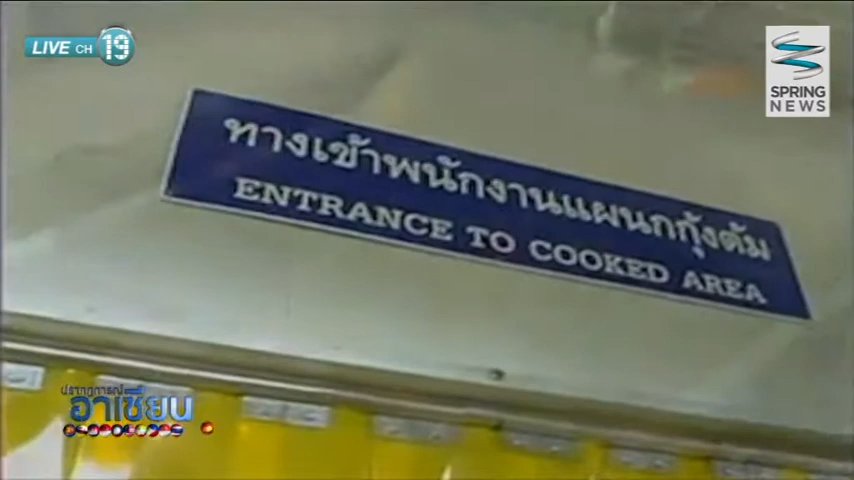 LIVE CH 19
SPRING
NEWS
ทางเข้าพนักงานแผนกกุ้งต้ม
ENTRANCE TO COOKED AREA
ปรากฏการณ์
อาเซียน